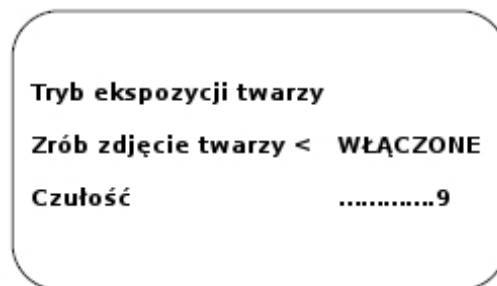 Tryb ekspozycji twarzy
Zrób zdjęcie twarzy < WŁĄCZONE
Czułość .............9